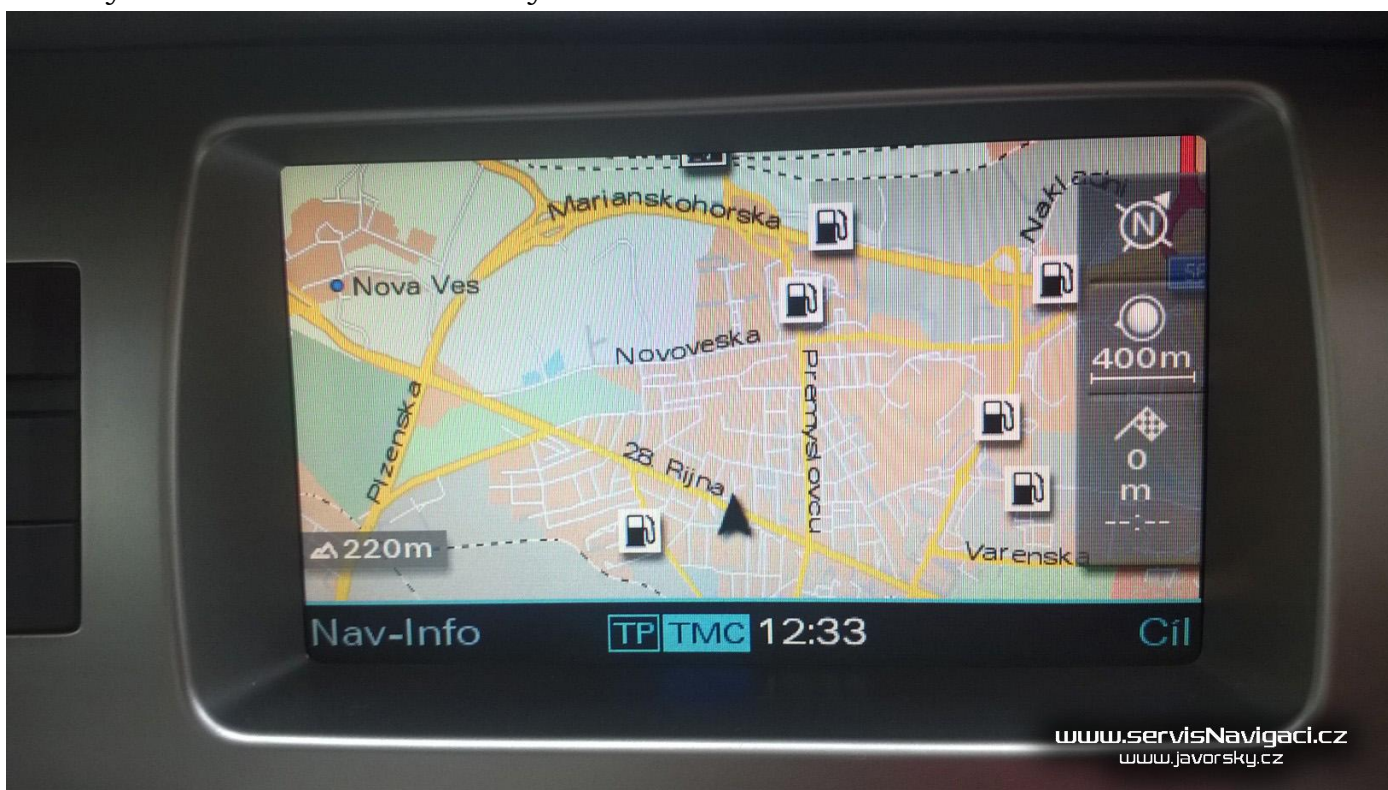 Marianskohorska
Naklachi
N
Nova Ves
400m
Novoveska
Premyslovcu
Plzenska
28. Rijna
0
m
--:--
220m
Varenska
Nav-Info
TP TMC 12:33
Cíl
www.servisNavigaci.cz
www.javorsky.cz